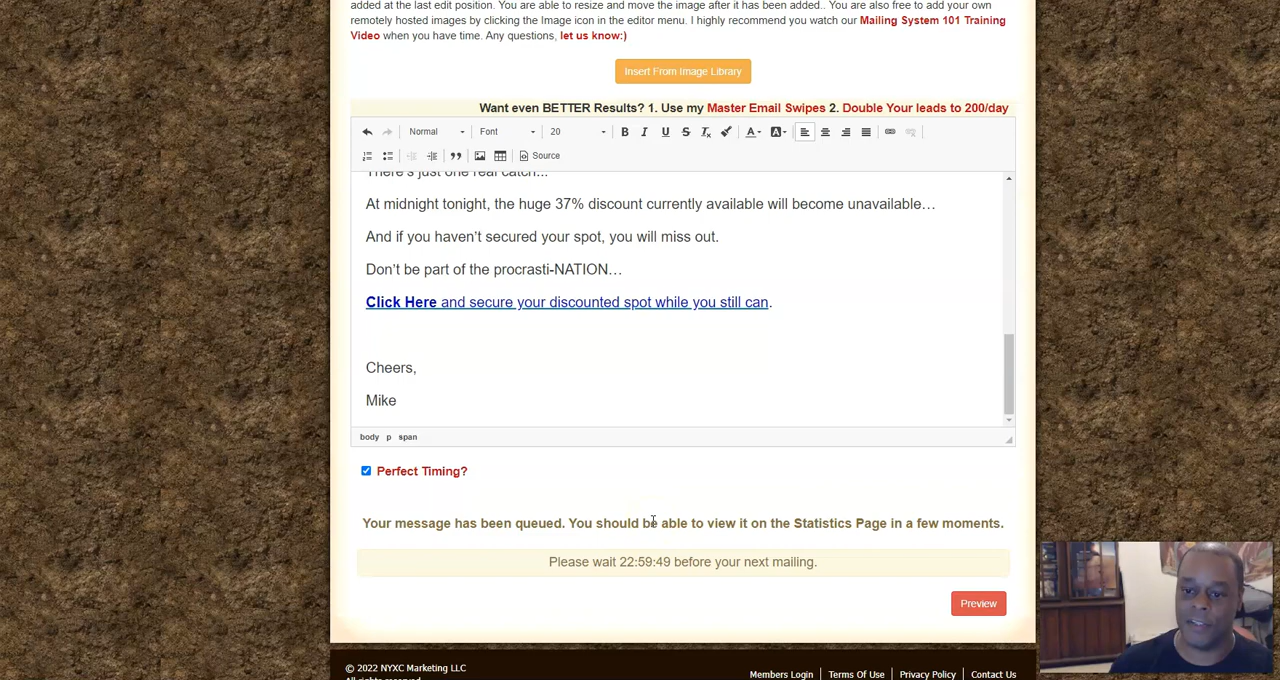 added at the last edit position. You are able to resize and move the image after it has been added.. You are also free to add your own
remotely hosted images by clicking the Image icon in the editor menu. I highly recommend you watch our Mailing System 101 Training
Video when you have time. Any questions, let us know:)
Insert From Image Library
Want even BETTER Results? 1. Use my Master Email Swipes 2. Double Your leads to 200/day
Normal Font 20
Source
There's just one real catch...
At midnight tonight, the huge 37% discount currently available will become unavailable…
And if you haven’t secured your spot, you will miss out.
Don’t be part of the procrasti-NATION…
Click Here and secure your discounted spot while you still can.
Cheers,
Mike
body p span
Perfect Timing?
Your message has been queued. You should be able to view it on the Statistics Page in a few moments.
Please wait 22:59:49 before your next mailing.
Preview
© 2022 NYXC Marketing LLC
Members Login Terms Of Use Privacy Policy Contact Us
All rights reserved